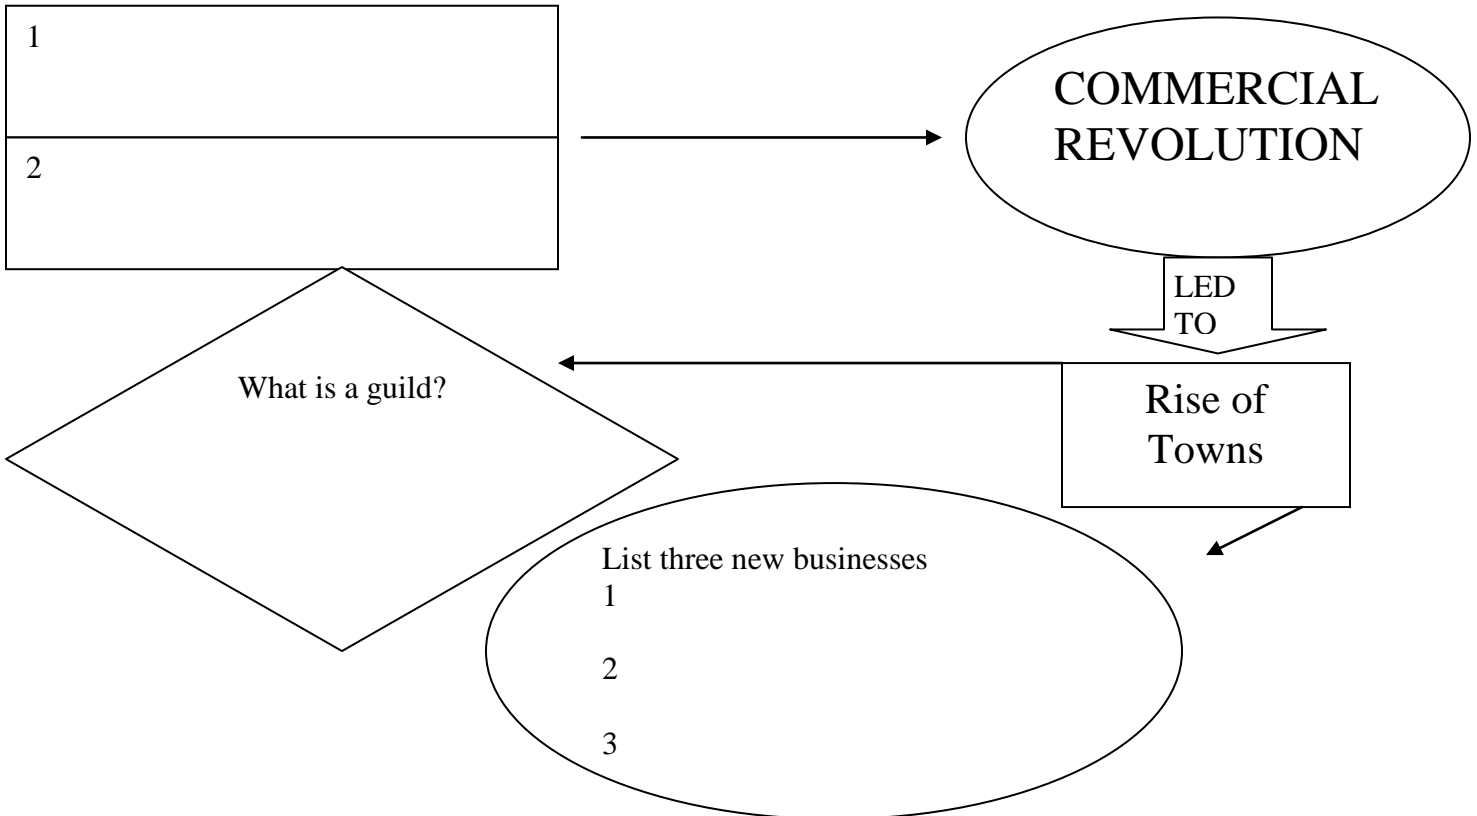 1
2
COMMERCIAL
REVOLUTION
LED
TO
Rise of
Towns
What is a guild?
List three new businesses
1
2
3